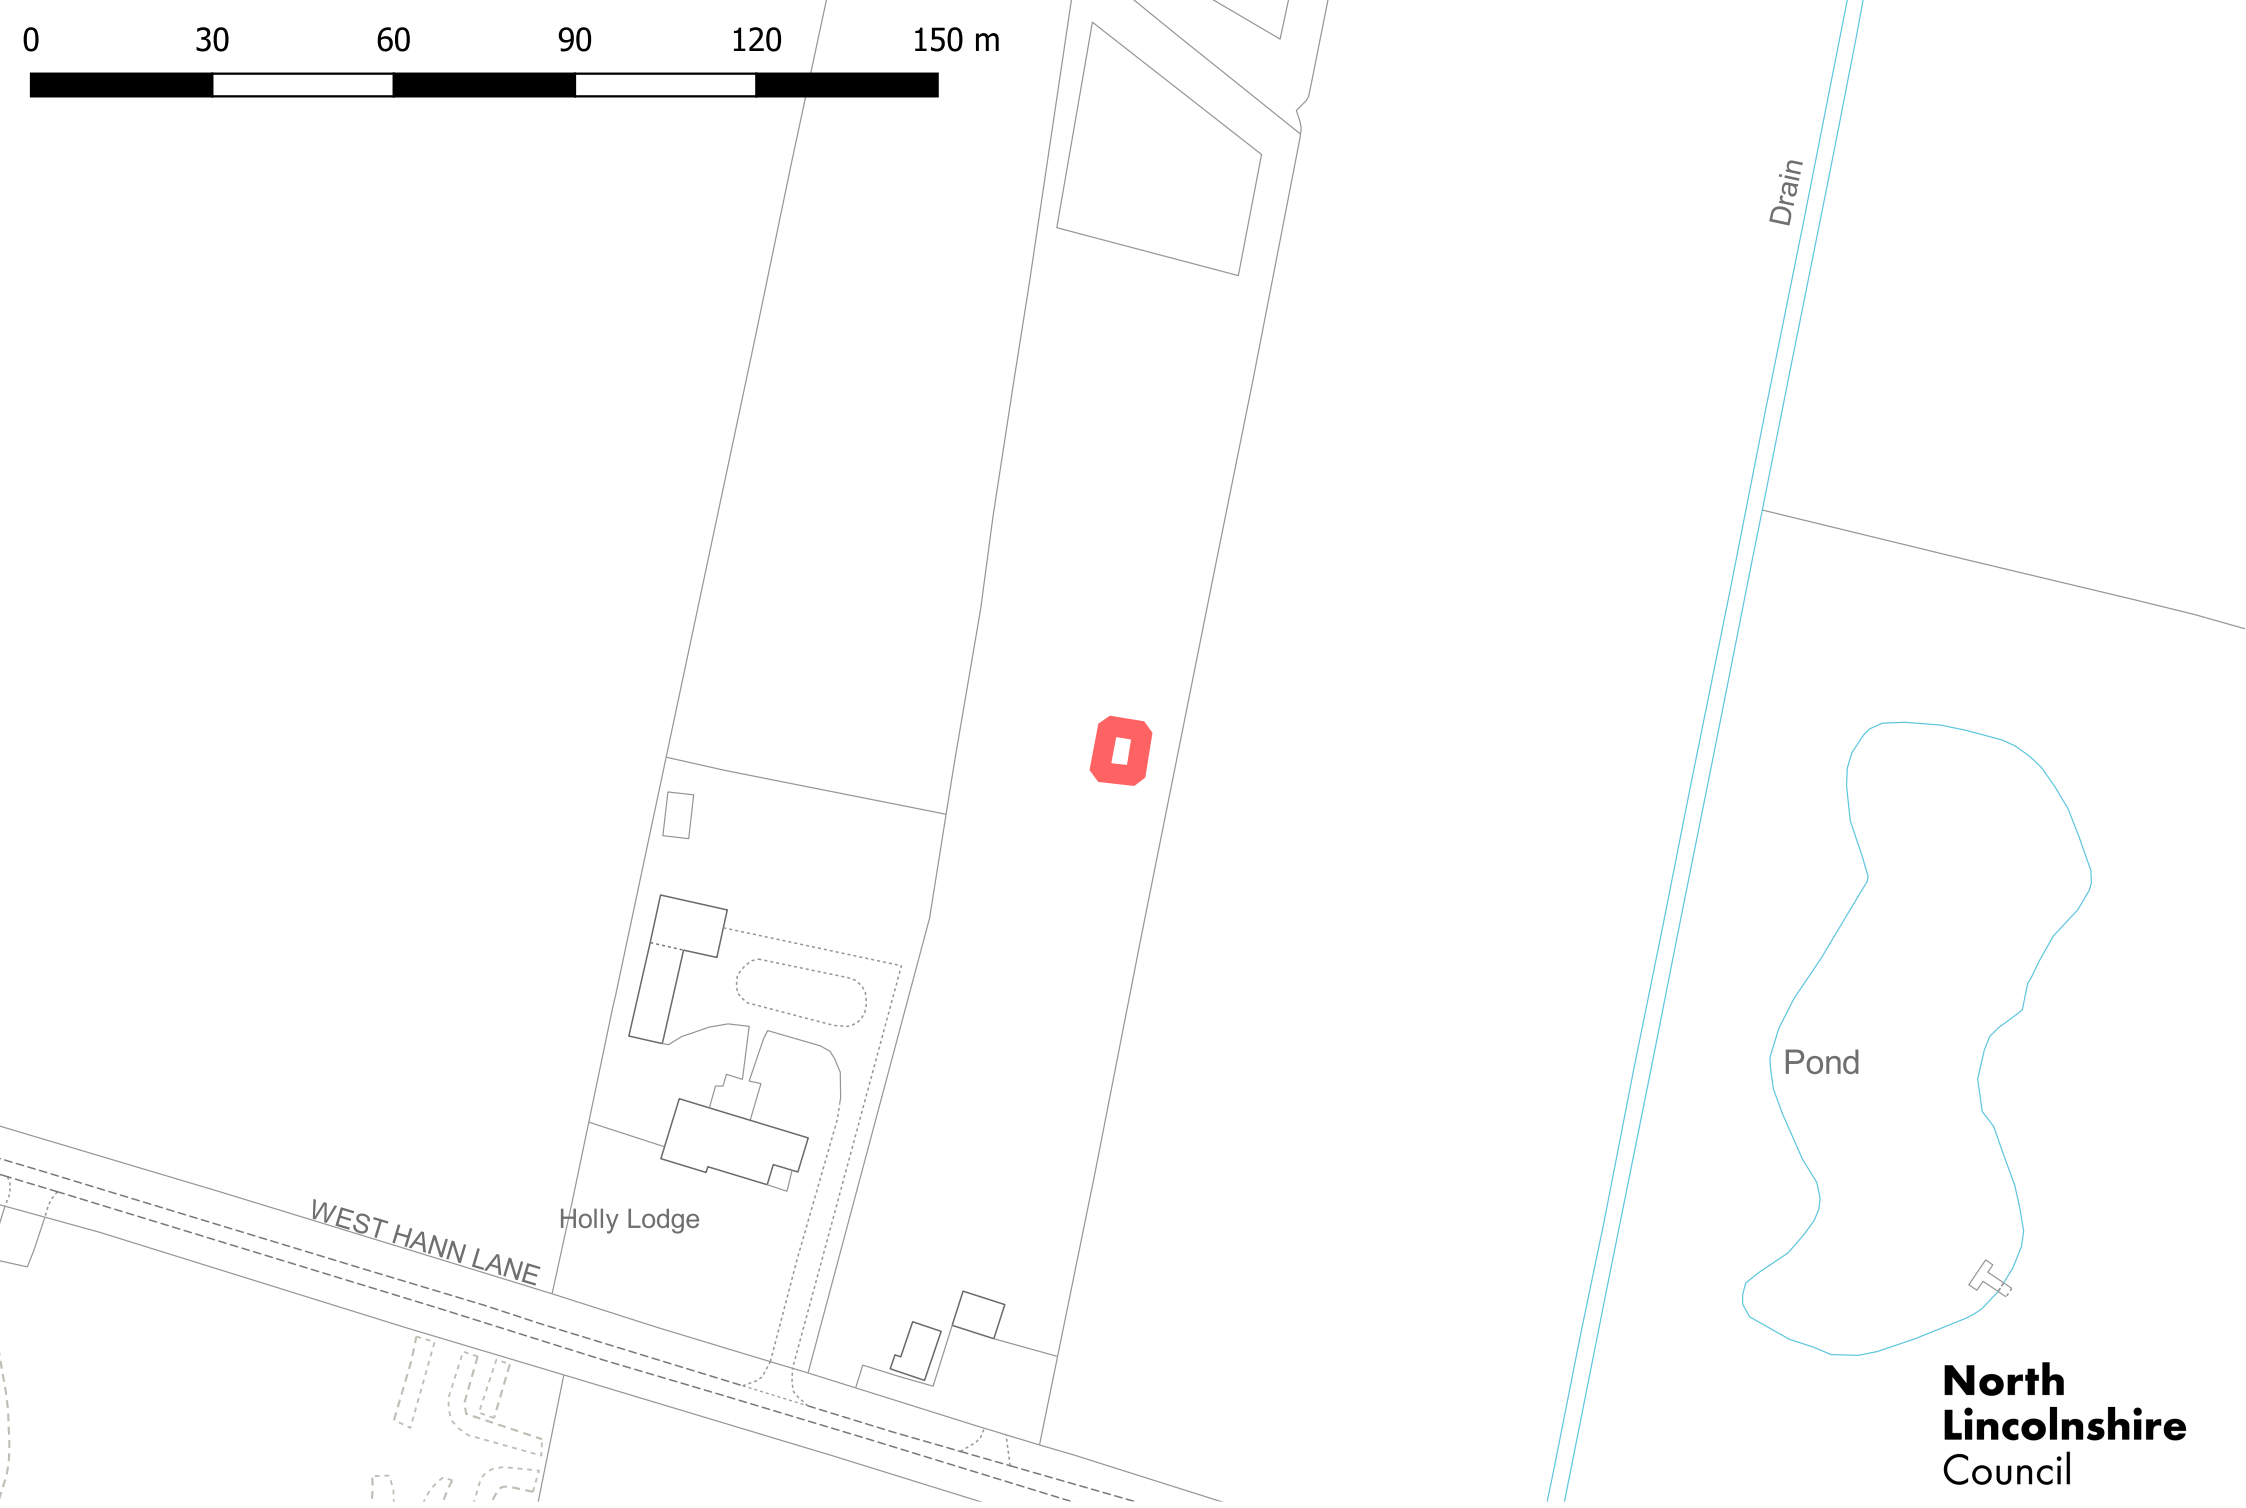 0 30 60 90 120 150 m
Drain
Pond
Holly Lodge
WEST HANN LANE
North
Lincolnshire
Council